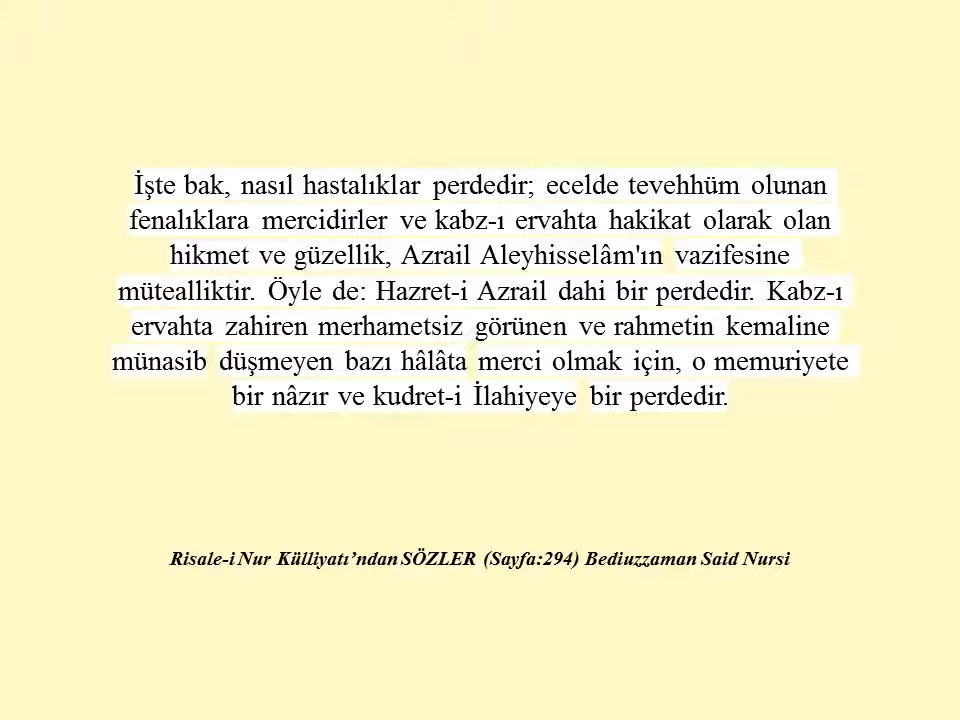 İşte bak, nasıl hastalıklar perdedir; ecelde tevehhüm olunan
fenalıklara mercidirler ve kabz-ı ervahta hakikat olarak olan
hikmet ve güzellik, Azrail Aleyhisselâm'ın vazifesine
mütealliktir. Öyle de: Hazret-i Azrail dahi bir perdedir. Kabz-ı
ervahta zahiren merhametsiz görünen ve rahmetin kemaline
münasib düşmeyen bazı hâlâta merci olmak için, o memuriyete
bir nâzır ve kudret-i İlahiyeye bir perdedir.
Risale-i Nur Külliyatı’ndan SÖZLER (Sayfa:294) Bediuzzaman Said Nursi